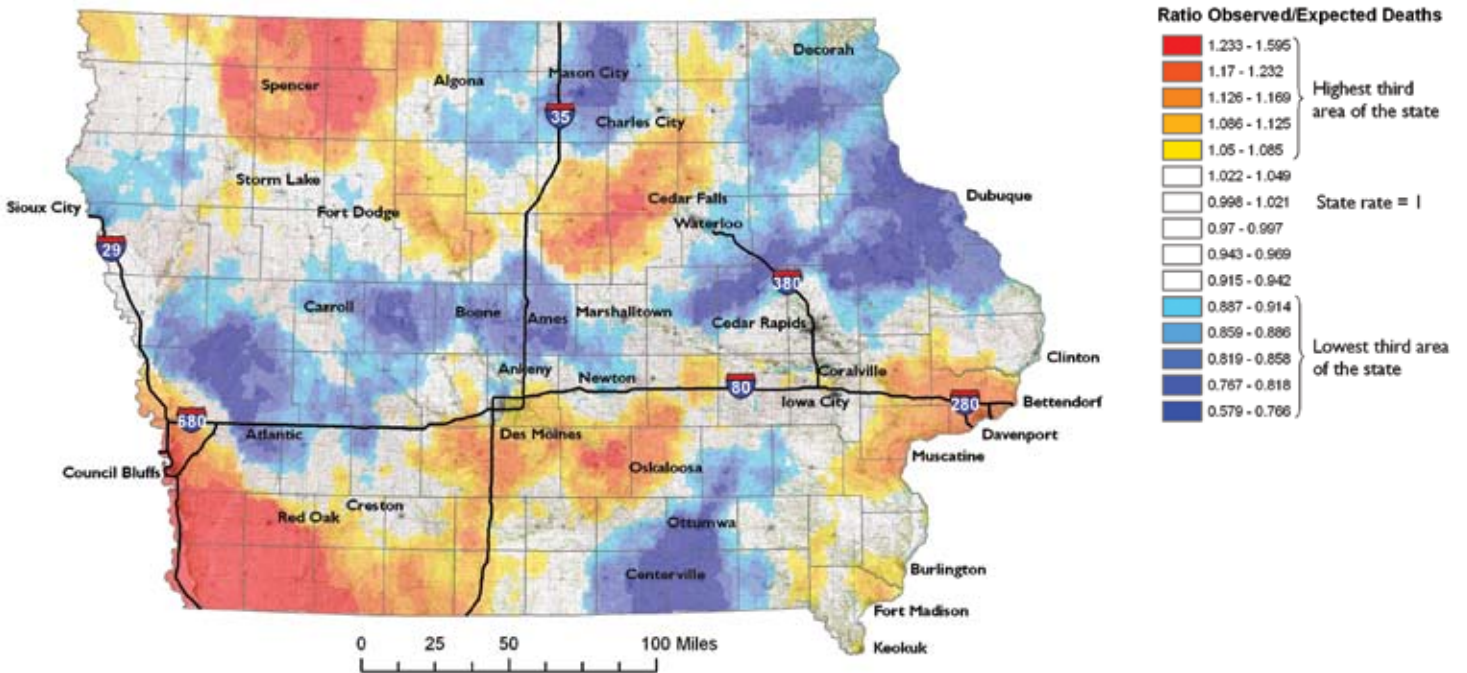 Decorah
Spencer
Algona
Mason City
35
Charles City
Storm Lake
Fort Dodge
Cedar Falls
Waterloo
Dubuque
Sioux City
29
380
Carroll
Boone
Ames
Marshalltown
Cedar Rapids
Clinton
Ankeny
Newton
80
Coralville
Iowa City
280
Bettendorf
680
Atlantic
Des Moines
Davenport
Council Bluffs
Oskaloosa
Muscatine
Red Oak
Creston
Ottumwa
Centerville
Burlington
Fort Madison
Keokuk
0 25 50 100 Miles
Ratio Observed/Expected Deaths
1.233 - 1.595
1.17 - 1.232
1.126 - 1.169
1.086 - 1.125
1.05 - 1.085
Highest third
area of the state
1.022 - 1.049
0.998 - 1.021
0.97 - 0.997
0.943 - 0.969
0.915 - 0.942
State rate = 1
0.887 - 0.914
0.859 - 0.886
0.819 - 0.858
0.767 - 0.818
0.579 - 0.766
Lowest third area
of the state